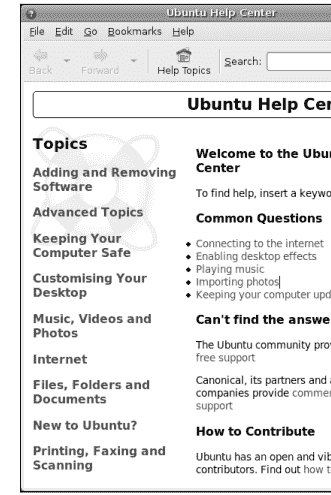 Ubuntu Help Center
File Edit Go Bookmarks Help
Back Forward Help Topics Search:
Ubuntu Help Cer
Topics
Adding and Removing
Software
Advanced Topics
Keeping Your
Computer Safe
Customising Your
Desktop
Music, Videos and
Photos
Internet
Files, Folders and
Documents
New to Ubuntu?
Printing, Faxing and
Scanning
Welcome to the Ubur
Center
To find help, insert a keywo
Common Questions
Connecting to the internet
Enabling desktop effects
Playing music
Importing photos
Keeping your computer upd
Can't find the answe
The Ubuntu community prov
free support
Canonical, its partners and
companies provide commer
support
How to Contribute
Ubuntu has an open and vib
contributors. Find out how t